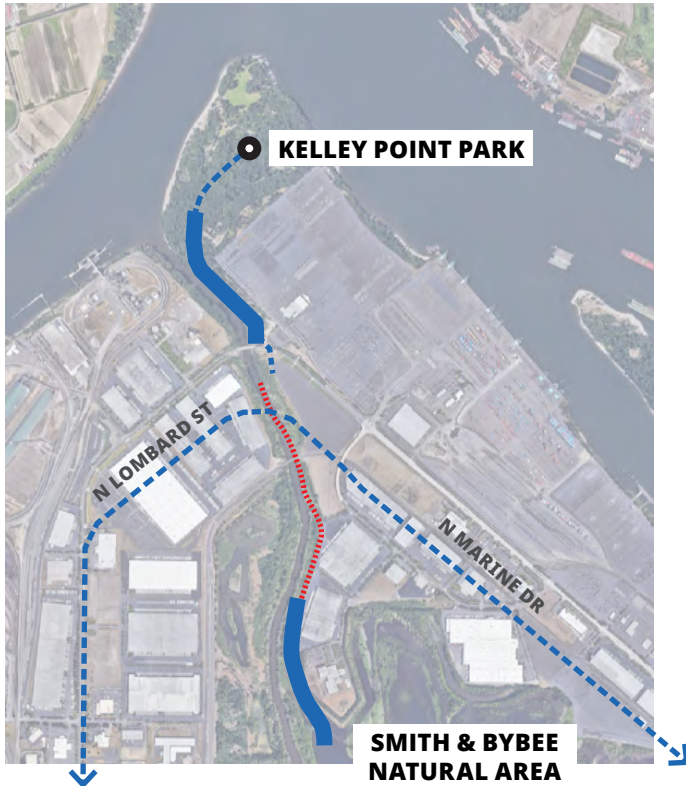 KELLEY POINT PARK
N LOMBARD ST
N MARINE DR
SMITH & BYBEE
NATURAL AREA